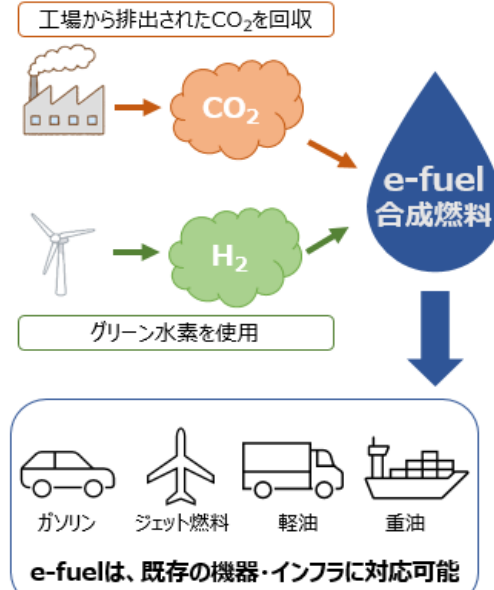 工場から排出されたCO₂を回収
CO₂
e-fuel
合成燃料
H₂
グリーン水素を使用
ガソリン ジェット燃料 軽油 重油
e-fuelは、既存の機器・インフラに対応可能